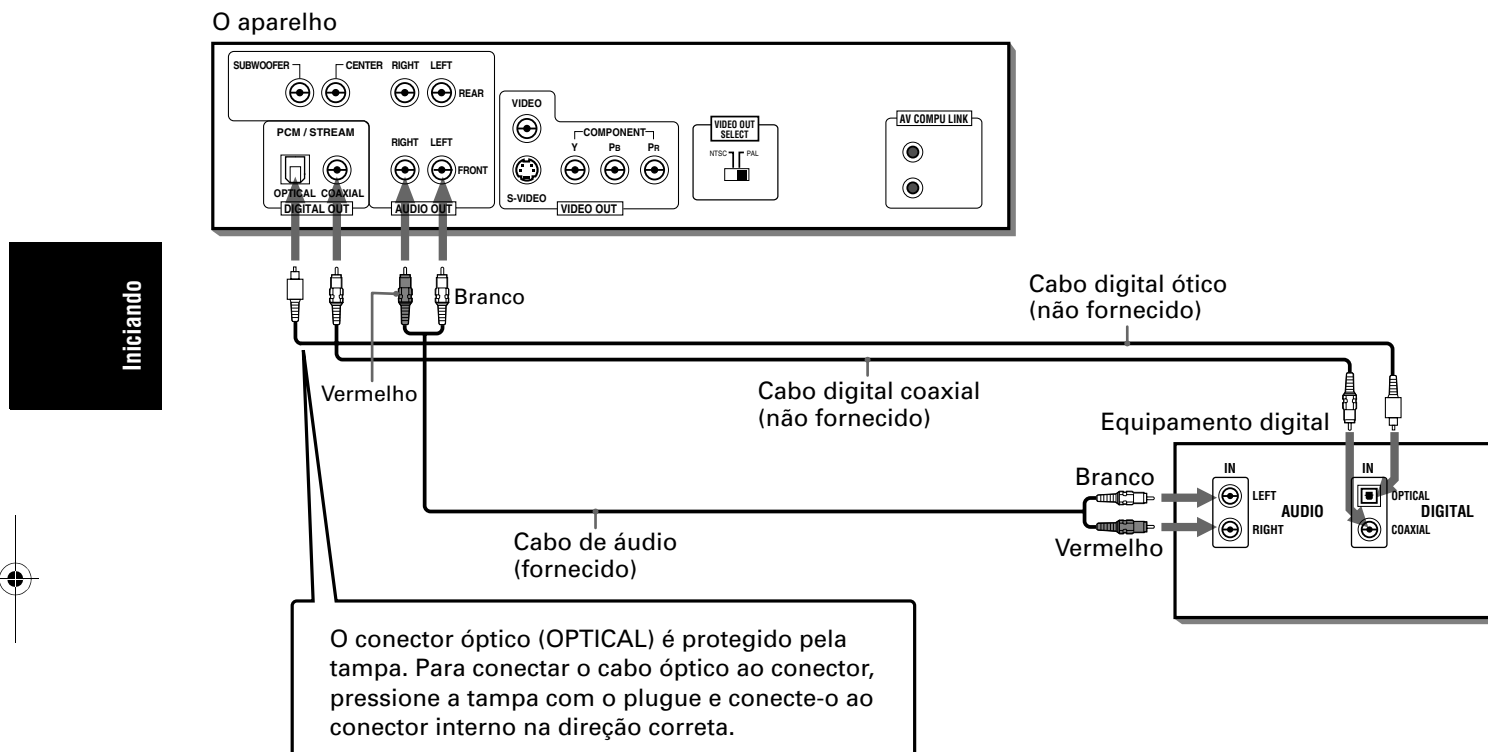 O aparelho
SUBWOOFER CENTER RIGHT LEFT
REAR
PCM / STREAM
RIGHT LEFT
FRONT
OPTICAL COAXIAL
DIGITAL OUT
AUDIO OUT
VIDEO
COMPONENT
Y PB PR
S-VIDEO
VIDEO OUT
VIDEO OUT
SELECT
NTSC PAL
AV COMPU LINK
Iniciando
Branco
Vermelho
Cabo digital ótico
(não fornecido)
Cabo digital coaxial
(não fornecido)
Equipamento digital
Branco
Vermelho
IN
LEFT
RIGHT
AUDIO
IN
OPTICAL
DIGITAL
COAXIAL
Cabo de áudio
(fornecido)
O conector óptico (OPTICAL) é protegido pela
tampa. Para conectar o cabo óptico ao conector,
pressione a tampa com o plugue e conecte-o ao
conector interno na direção correta.